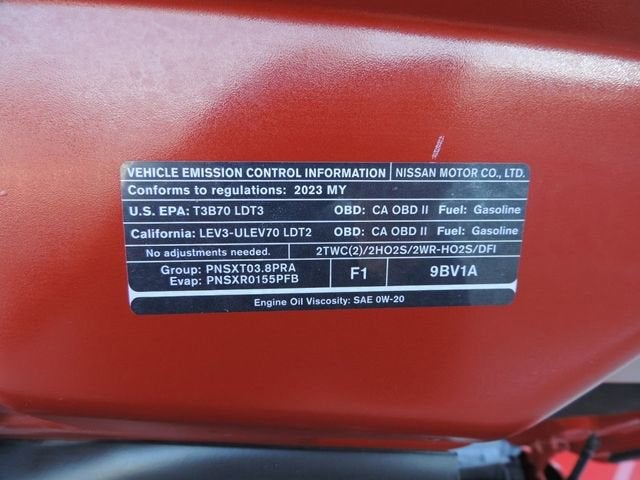 VEHICLE EMISSION CONTROL INFORMATION NISSAN MOTOR CO., LTD.
Conforms to regulations: 2023 MY
U.S. EPA: T3B70 LDT3 OBD: CA OBD II Fuel: Gasoline
California: LEV3-ULEV70 LDT2 OBD: CA OBD II Fuel: Gasoline
No adjustments needed. 2TWC(2)/2HO2S/2WR-HO2S/DFI
Group: PNSXT03.8PRA
Evap: PNSXR0155PFB
F1 9BV1A
Engine Oil Viscosity: SAE 0W-20